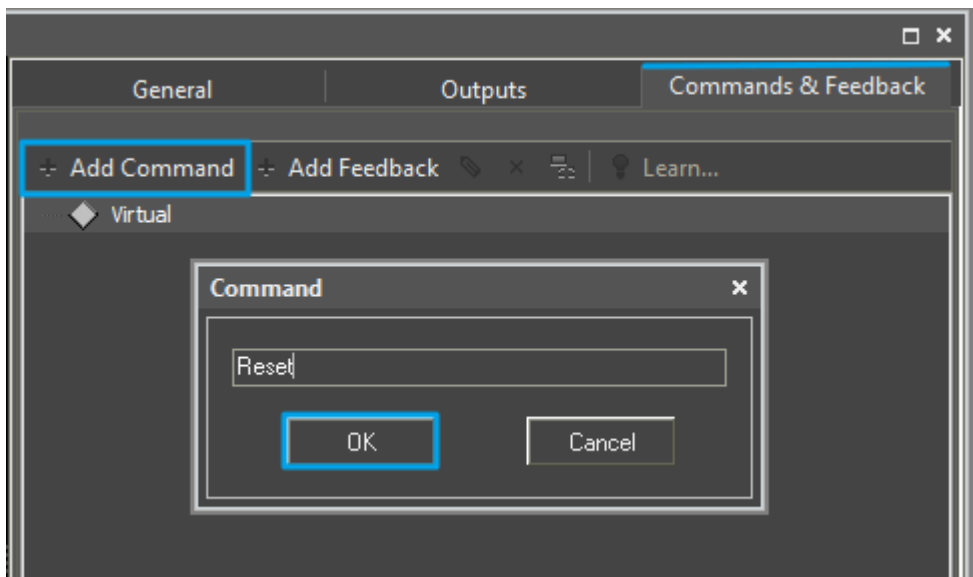 General Outputs Commands & Feedback
Add Command Add Feedback Learn...
Virtual
Command
Reset
OK Cancel